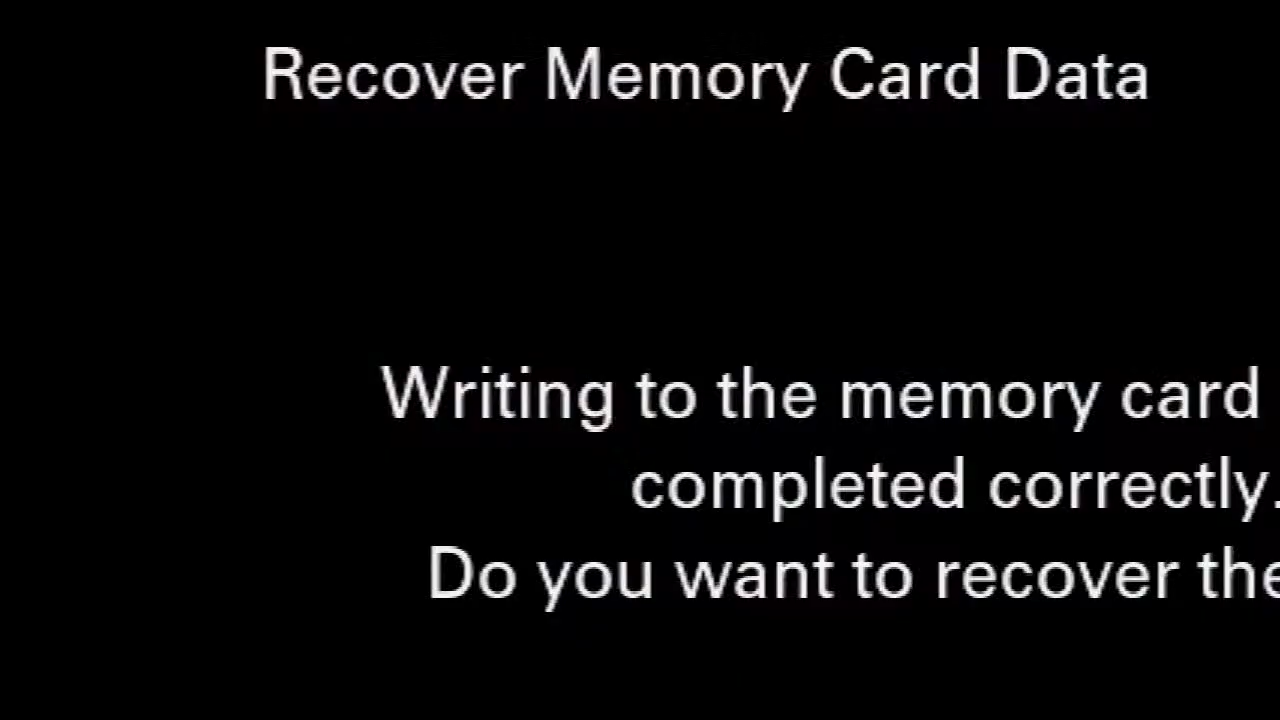 Recover Memory Card Data
Writing to the memory card
completed correctly.
Do you want to recover the